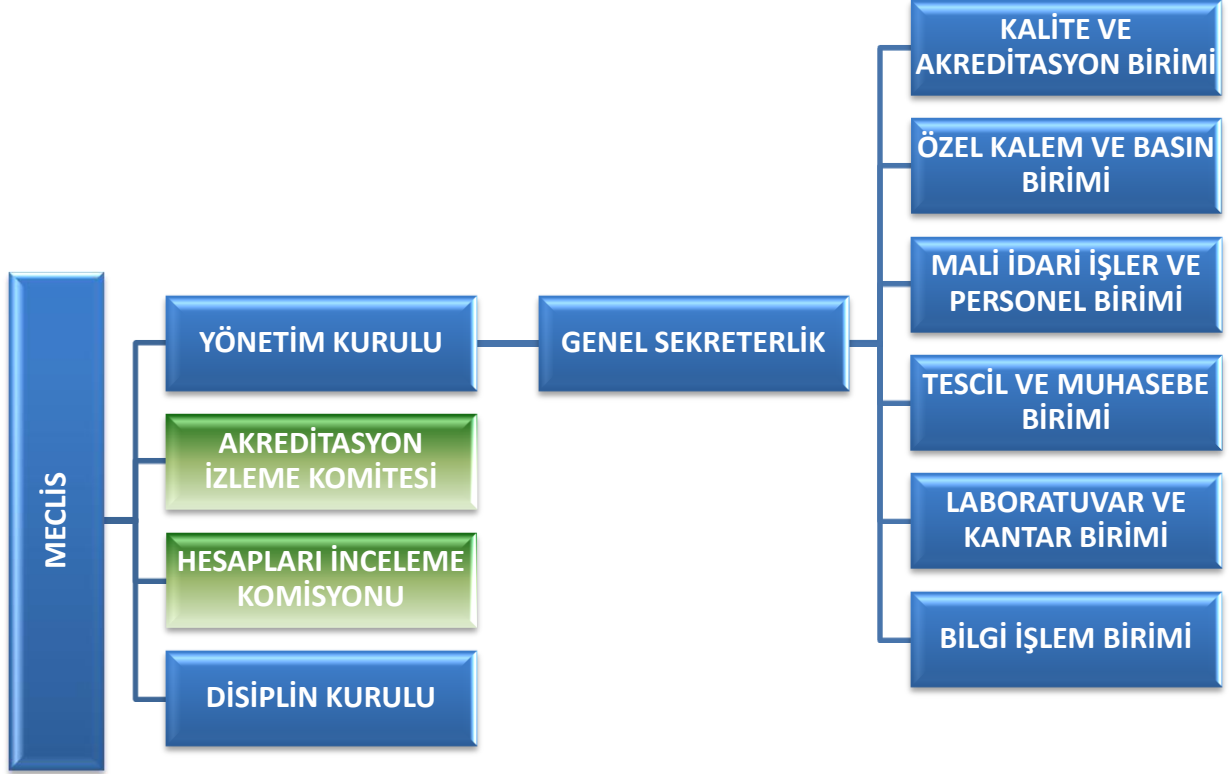 MECLİS
YÖNETİM KURULU
AKREDİTASYON
İZLEME KOMİTESİ
HESAPLARI İNCELEME
KOMİSYONU
DİSİPLİN KURULU
GENEL SEKRETERLİK
KALİTE VE
AKREDİTASYON BİRİMİ
ÖZEL KALEM VE BASIN
BİRİMİ
MALİ İDARİ İŞLER VE
PERSONEL BİRİMİ
TESCİL VE MUHASEBE
BİRİMİ
LABORATUVAR VE
KANTAR BİRİMİ
BİLGİ İŞLEM BİRİMİ